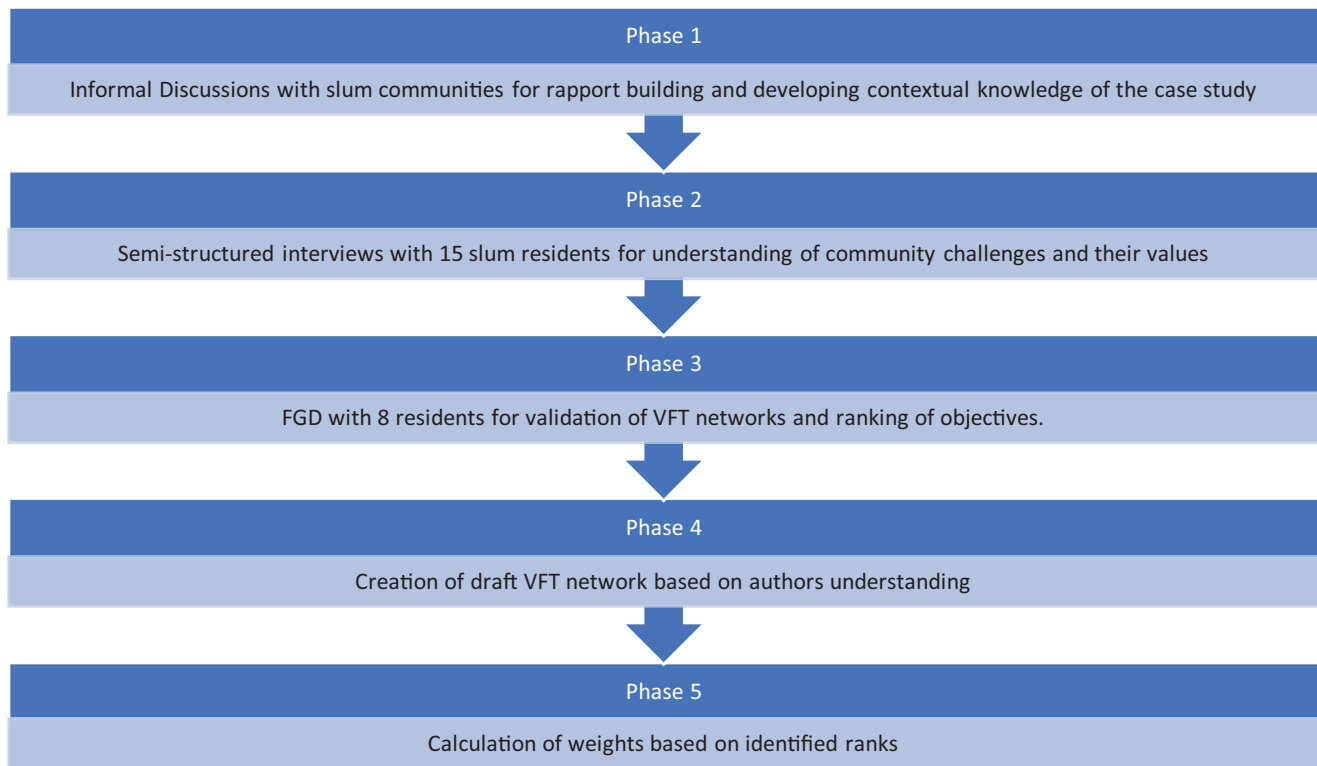 Phase 1
Informal Discussions with slum communities for rapport building and developing contextual knowledge of the case study
Phase 2
Semi-structured interviews with 15 slum residents for understanding of community challenges and their values
Phase 3
FGD with 8 residents for validation of VFT networks and ranking of objectives.
Phase 4
Creation of draft VFT network based on authors understanding
Phase 5
Calculation of weights based on identified ranks